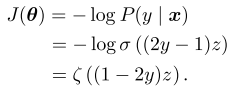 J(𝜽) = − log P(y | 𝒙)
= − log σ ((2y − 1)z)
= ζ ((1 − 2y)z) .